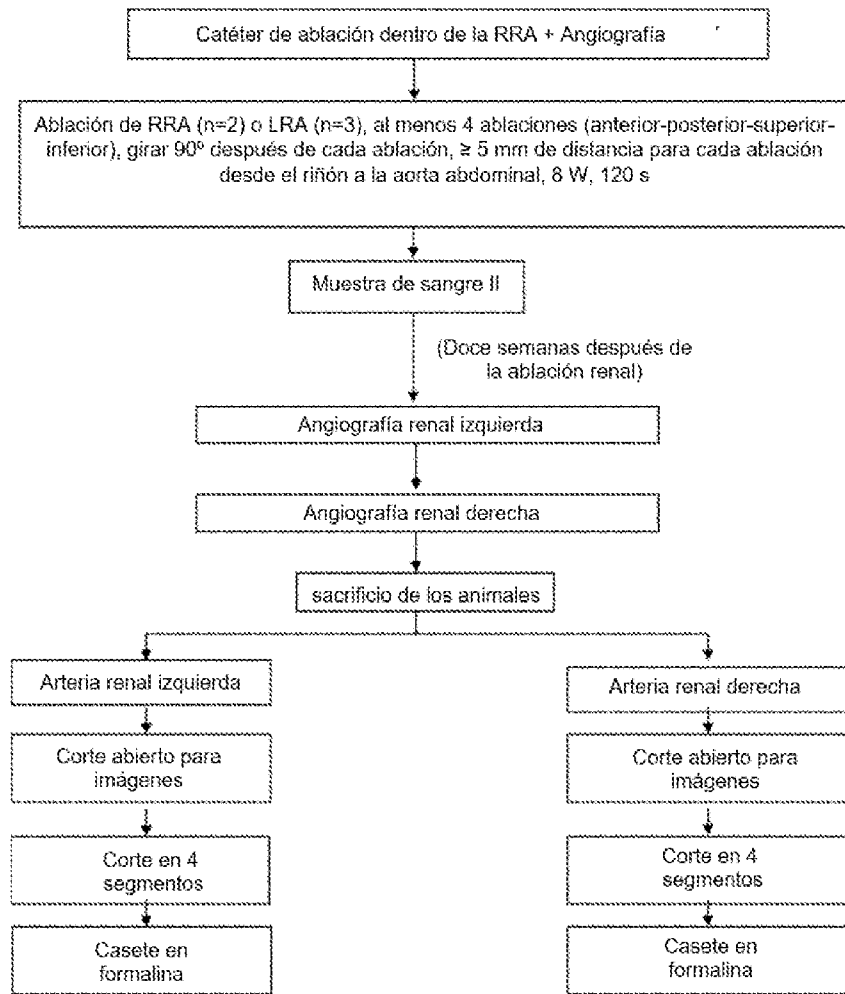 Catéter de ablación dentro de la RRA + Angiografía
Ablación de RRA (n=2) o LRA (n=3), al menos 4 ablaciones (anterior-posterior-superior-
inferior), girar 90º después de cada ablación, ≥ 5 mm de distancia para cada ablación
desde el riñón a la aorta abdominal, 8 W, 120 s
Muestra de sangre II
(Doce semanas después de
la ablación renal)
Angiografía renal izquierda
Angiografía renal derecha
sacrificio de los animales
Arteria renal izquierda
Arteria renal derecha
Corte abierto para
imágenes
Corte abierto para
imágenes
Corte en 4
segmentos
Corte en 4
segmentos
Casete en
formalina
Casete en
formalina